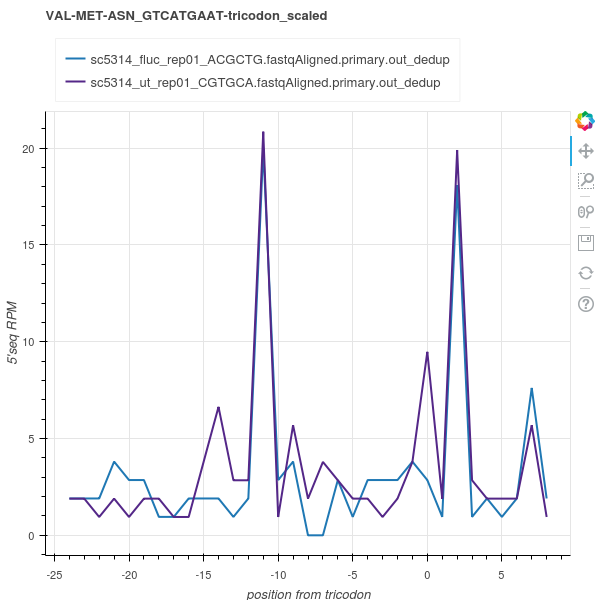 VAL-MET-ASN_GTCATGAAT-tricodon_scaled
sc5314_fluc_rep01_ACGCTG.fastqAligned.primary.out_dedup
sc5314_ut_rep01_CGTGCA.fastqAligned.primary.out_dedup
20
15
10
5
0
5'seq RPM
-25 -20 -15 -10 -5 0 5
position from tricodon